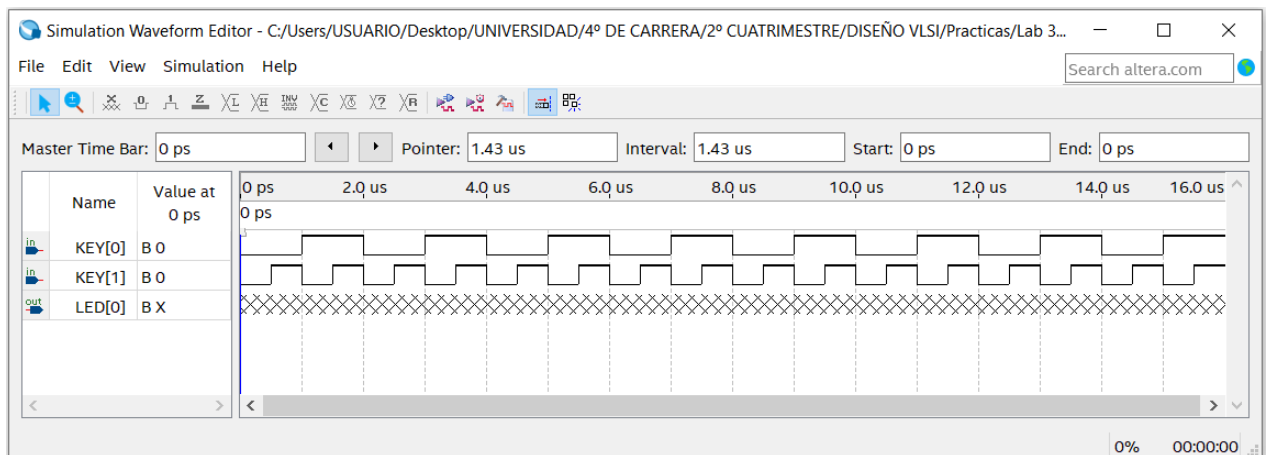 Simulation Waveform Editor - C:/Users/USUARIO/Desktop/UNIVERSIDAD/4º DE CARRERA/2º CUATRIMESTRE/DISEÑO VLSI/Practicas/Lab 3...
File Edit View Simulation Help
Search altera.com
Master Time Bar: 0 ps Pointer: 1.43 us Interval: 1.43 us Start: 0 ps End: 0 ps
Name Value at 0 ps
0 ps 2.0 us 4.0 us 6.0 us 8.0 us 10.0 us 12.0 us 14.0 us 16.0 us
0 ps
in KEY[0] B 0
in KEY[1] B 0
out LED[0] B X
0% 00:00:00